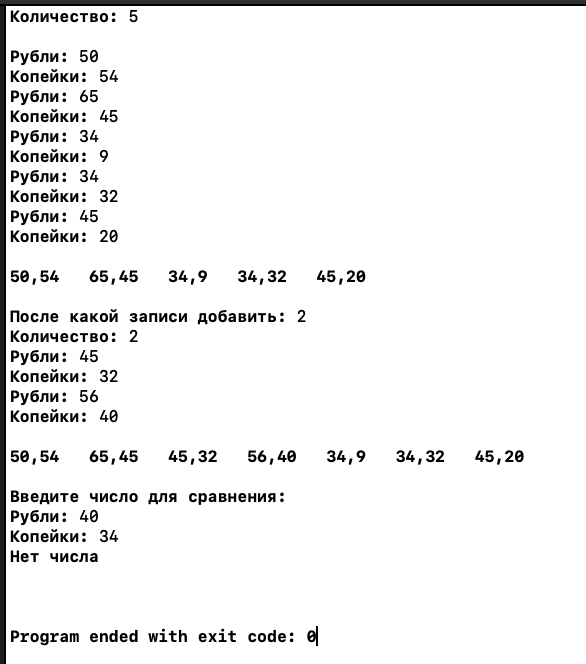 Количество: 5
Рубли: 50
Копейки: 54
Рубли: 65
Копейки: 45
Рубли: 34
Копейки: 9
Рубли: 34
Копейки: 32
Рубли: 45
Копейки: 20
50,54   65,45   34,9   34,32   45,20
После какой записи добавить: 2
Количество: 2
Рубли: 45
Копейки: 32
Рубли: 56
Копейки: 40
50,54   65,45   45,32   56,40   34,9   34,32   45,20
Введите число для сравнения:
Рубли: 40
Копейки: 34
Нет числа
Program ended with exit code: 0